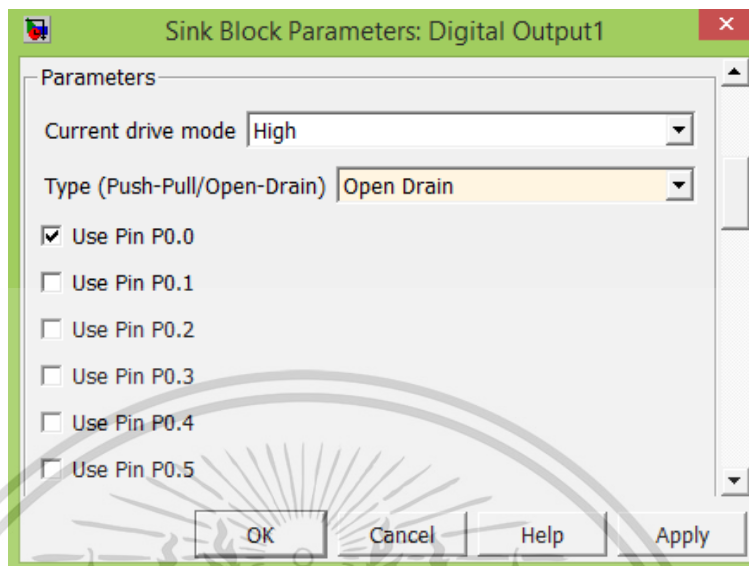 Sink Block Parameters: Digital Output1
Parameters
Current drive mode High
Type (Push-Pull/Open-Drain) Open Drain
Use Pin P0.0
Use Pin P0.1
Use Pin P0.2
Use Pin P0.3
Use Pin P0.4
Use Pin P0.5
OK Cancel Help Apply